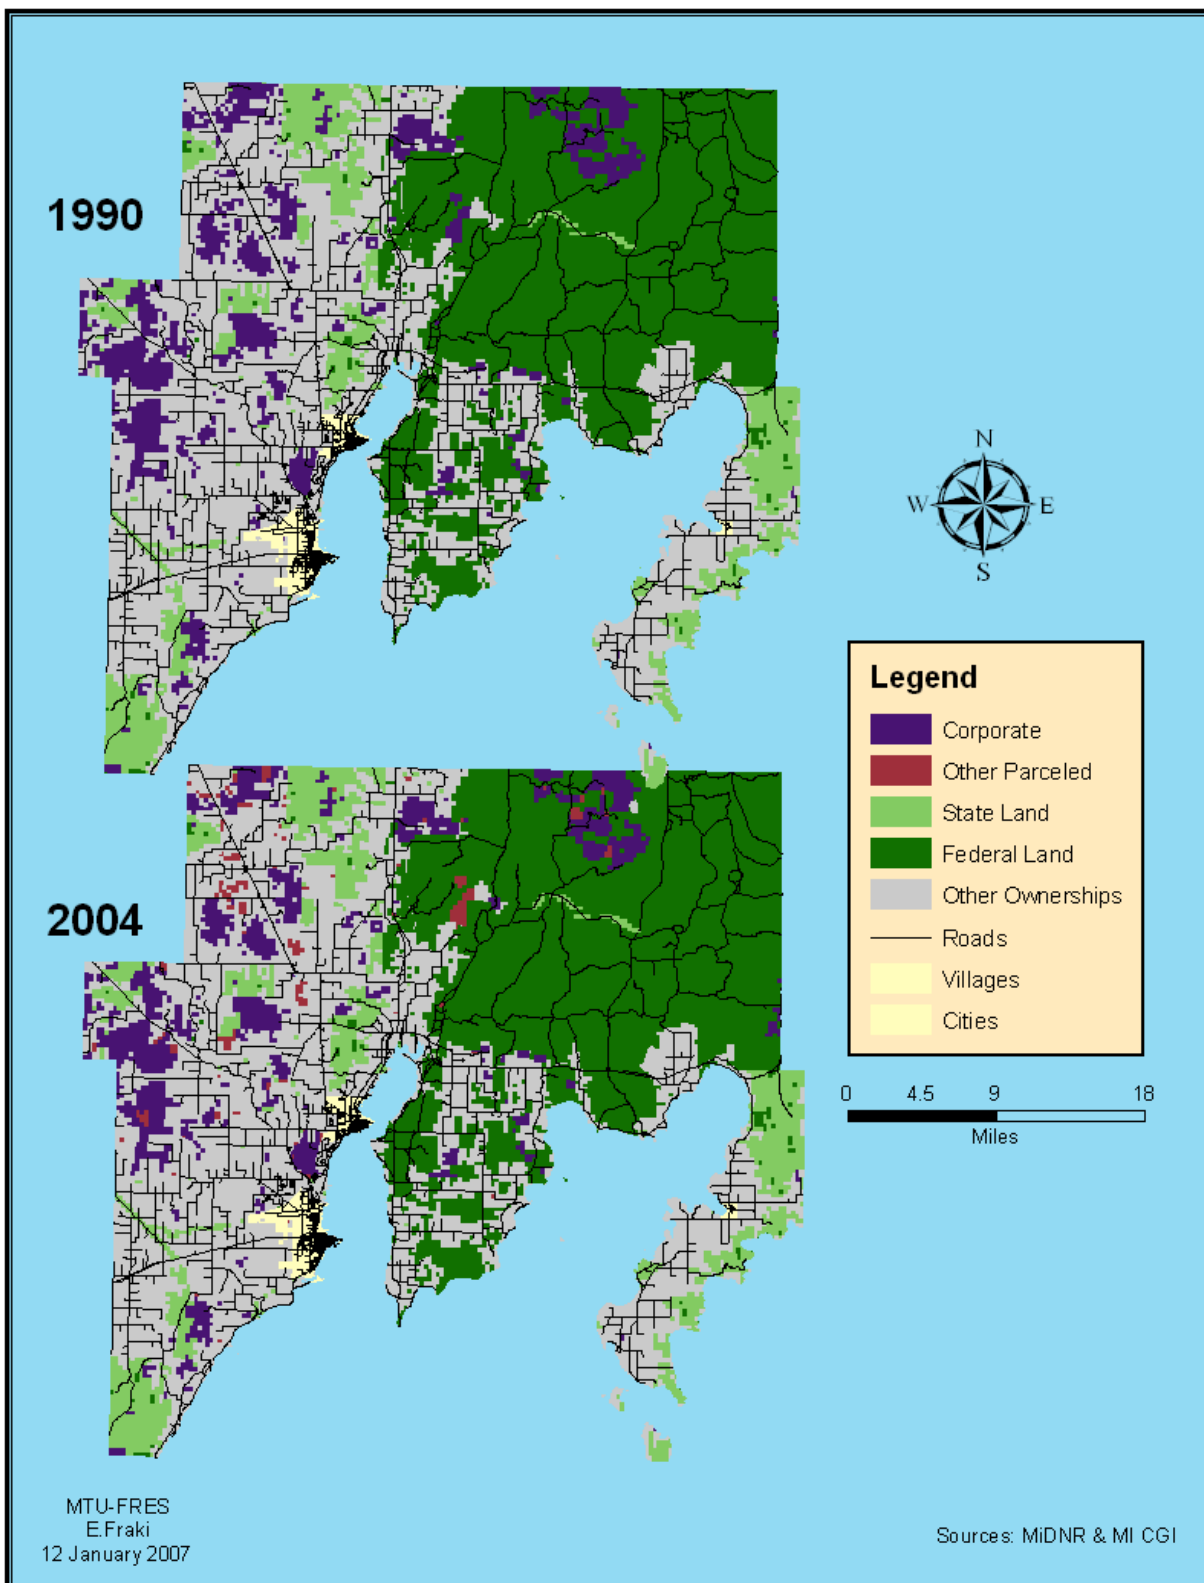 1990
N
W
E
S
Legend
Corporate
Other Parceled
State Land
Federal Land
Other Ownerships
Roads
Villages
Cities
2004
0 4.5 9 18
Miles
MTU-FRES
E.Fraki
12 January 2007
Sources: MiDNR & MI CGI